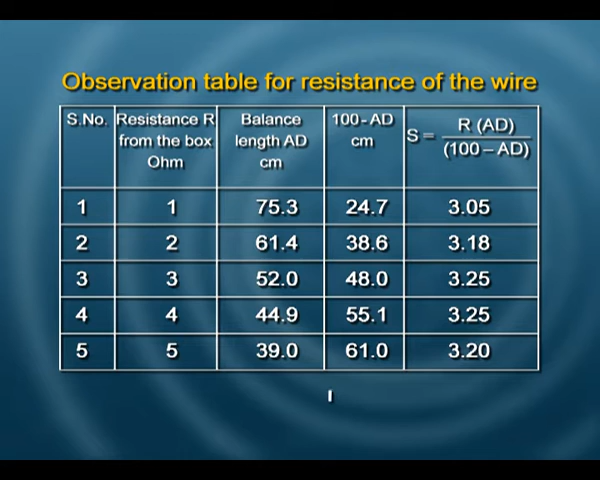 Observation table for resistance of the wire
S.No. Resistance R from the box Ohm Balance length AD cm 100 - AD cm S = R (AD) / (100 – AD)
1 1 75.3 24.7 3.05
2 2 61.4 38.6 3.18
3 3 52.0 48.0 3.25
4 4 44.9 55.1 3.25
5 5 39.0 61.0 3.20